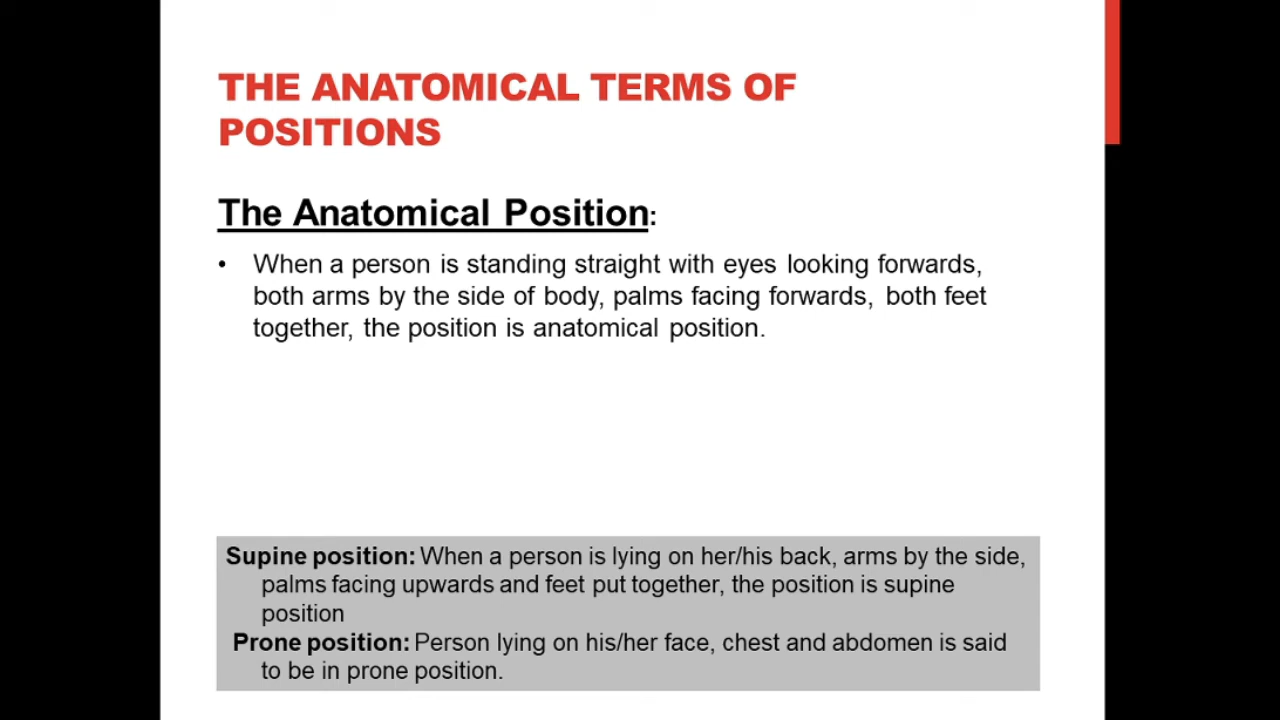 THE ANATOMICAL TERMS OF
POSITIONS
The Anatomical Position:
• When a person is standing straight with eyes looking forwards,
both arms by the side of body, palms facing forwards, both feet
together, the position is anatomical position.
Supine position: When a person is lying on her/his back, arms by the side,
palms facing upwards and feet put together, the position is supine
position
Prone position: Person lying on his/her face, chest and abdomen is said
to be in prone position.